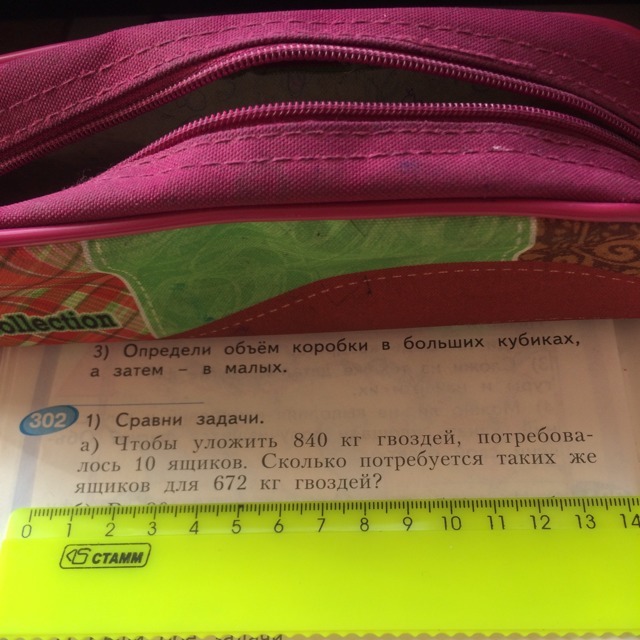 ollection
3) Определи объём коробки в больших кубиках,
а затем – в малых.
302 1) Сравни задачи.
а) Чтобы уложить 840 кг гвоздей, потребова-
лось 10 ящиков. Сколько потребуется таких же
ящиков для 672 кг гвоздей?
0 1 2 3 4 5 6 7 8 9 10 11 12 13 14
СТАММ